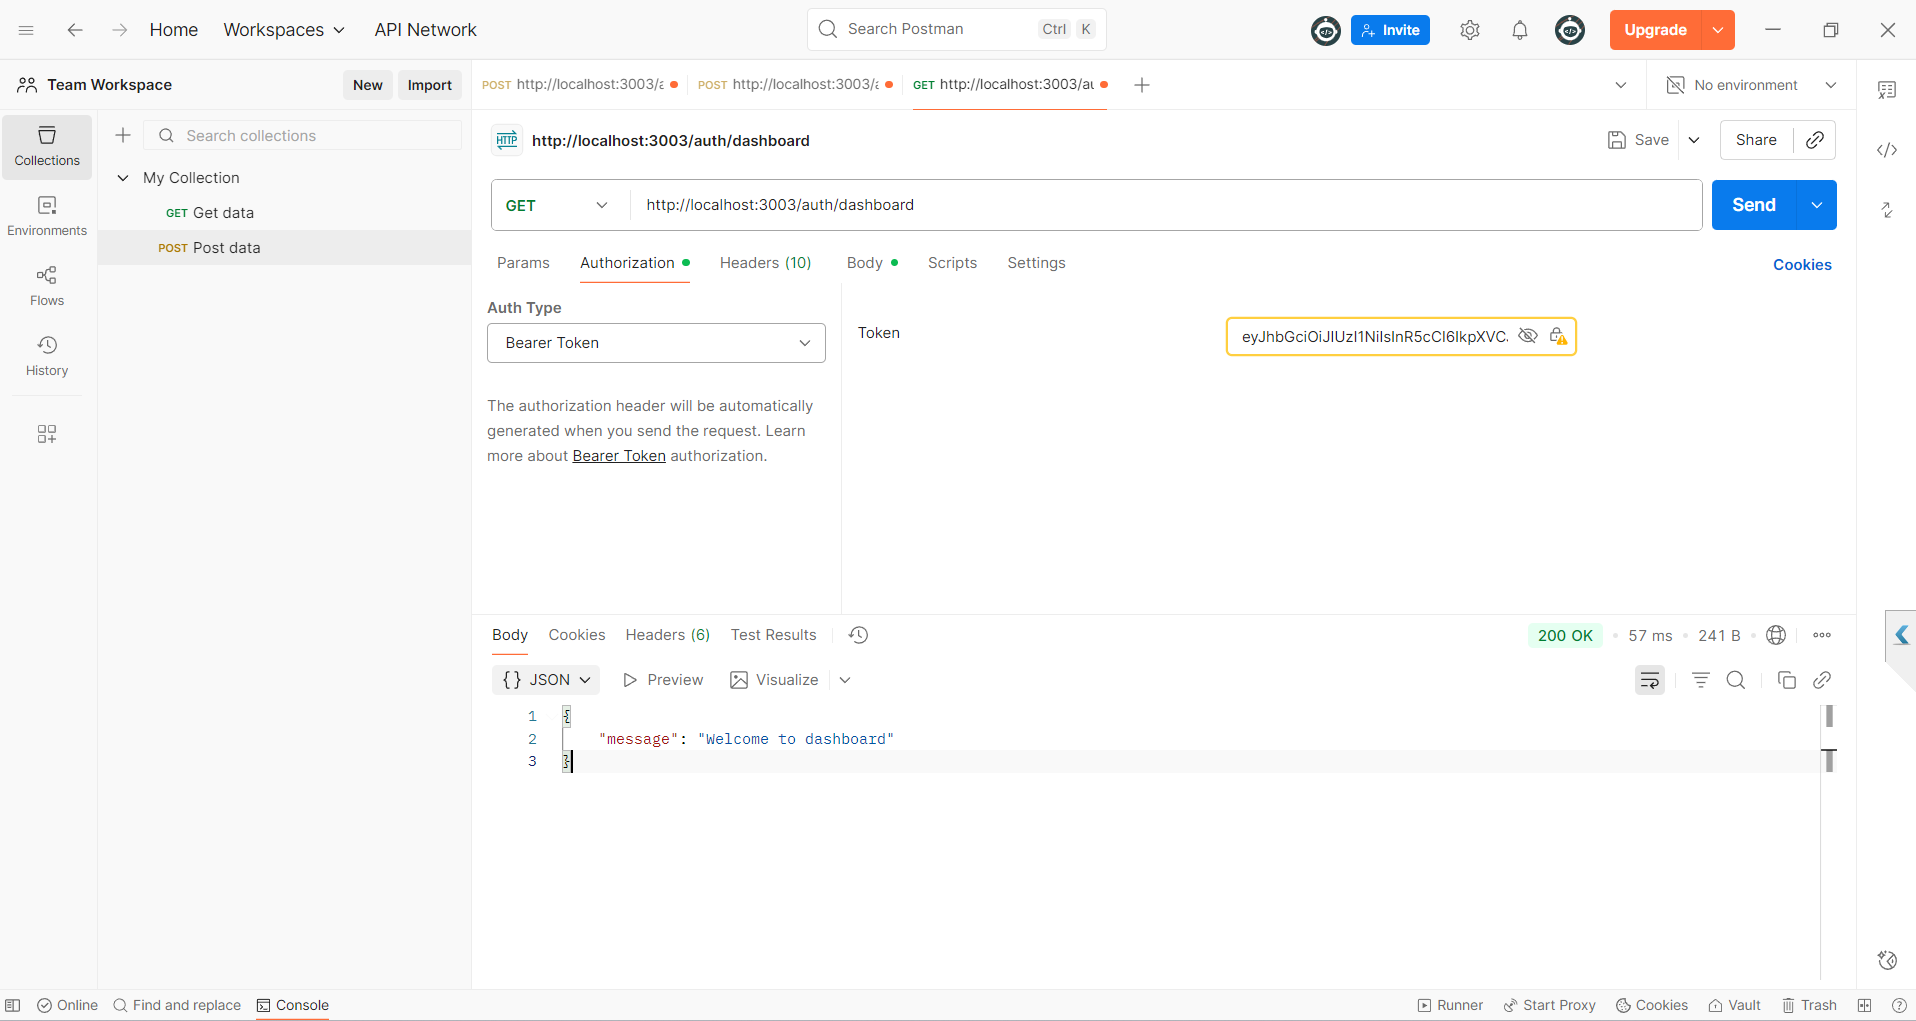 Home Workspaces API Network Search Postman Ctrl K Invite Upgrade
Team Workspace New Import
POST http://localhost:3003/a POST http://localhost:3003/a GET http://localhost:3003/au No environment
Collections
Environments
Flows
History
Search collections
My Collection
GET Get data
POST Post data
HTTP http://localhost:3003/auth/dashboard Save Share
GET http://localhost:3003/auth/dashboard Send
Params Authorization Headers (10) Body Scripts Settings Cookies
Auth Type
Bearer Token
The authorization header will be automatically
generated when you send the request. Learn
more about Bearer Token authorization.
Token
Body Cookies Headers (6) Test Results 200 OK 57 ms 241 B
{} JSON Preview Visualize
1 {
2 "message": "Welcome to dashboard"
3 }
Online Find and replace Console Runner Start Proxy Cookies Vault Trash